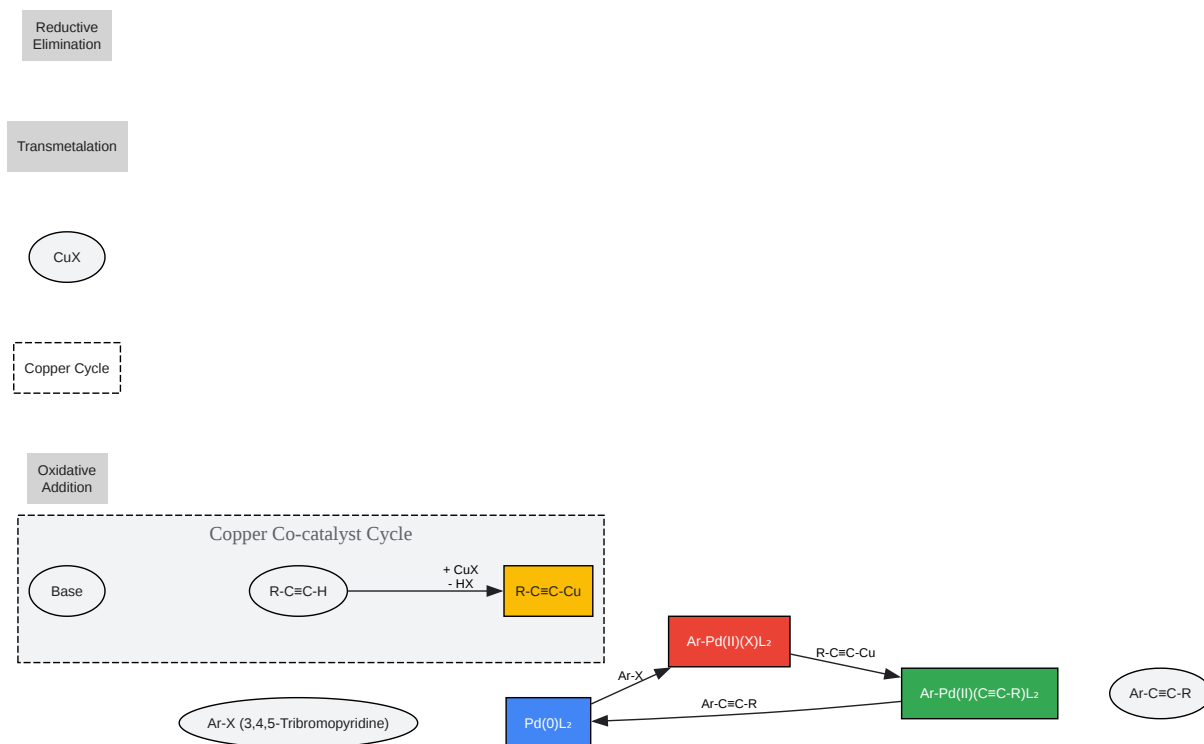 Reductive
Elimination
Transmetalation
CuX
Copper Cycle
Oxidative
Addition
Copper Co-catalyst Cycle
Base
R-C≡C-H
+ CuX
- HX
R-C≡C-Cu
Ar-Pd(II)(X)L₂
R-C≡C-Cu
Ar-X
Ar-Pd(II)(C≡C-R)L₂
Ar-C≡C-R
Ar-C≡C-R
Ar-X (3,4,5-Tribromopyridine)
Pd(0)L₂